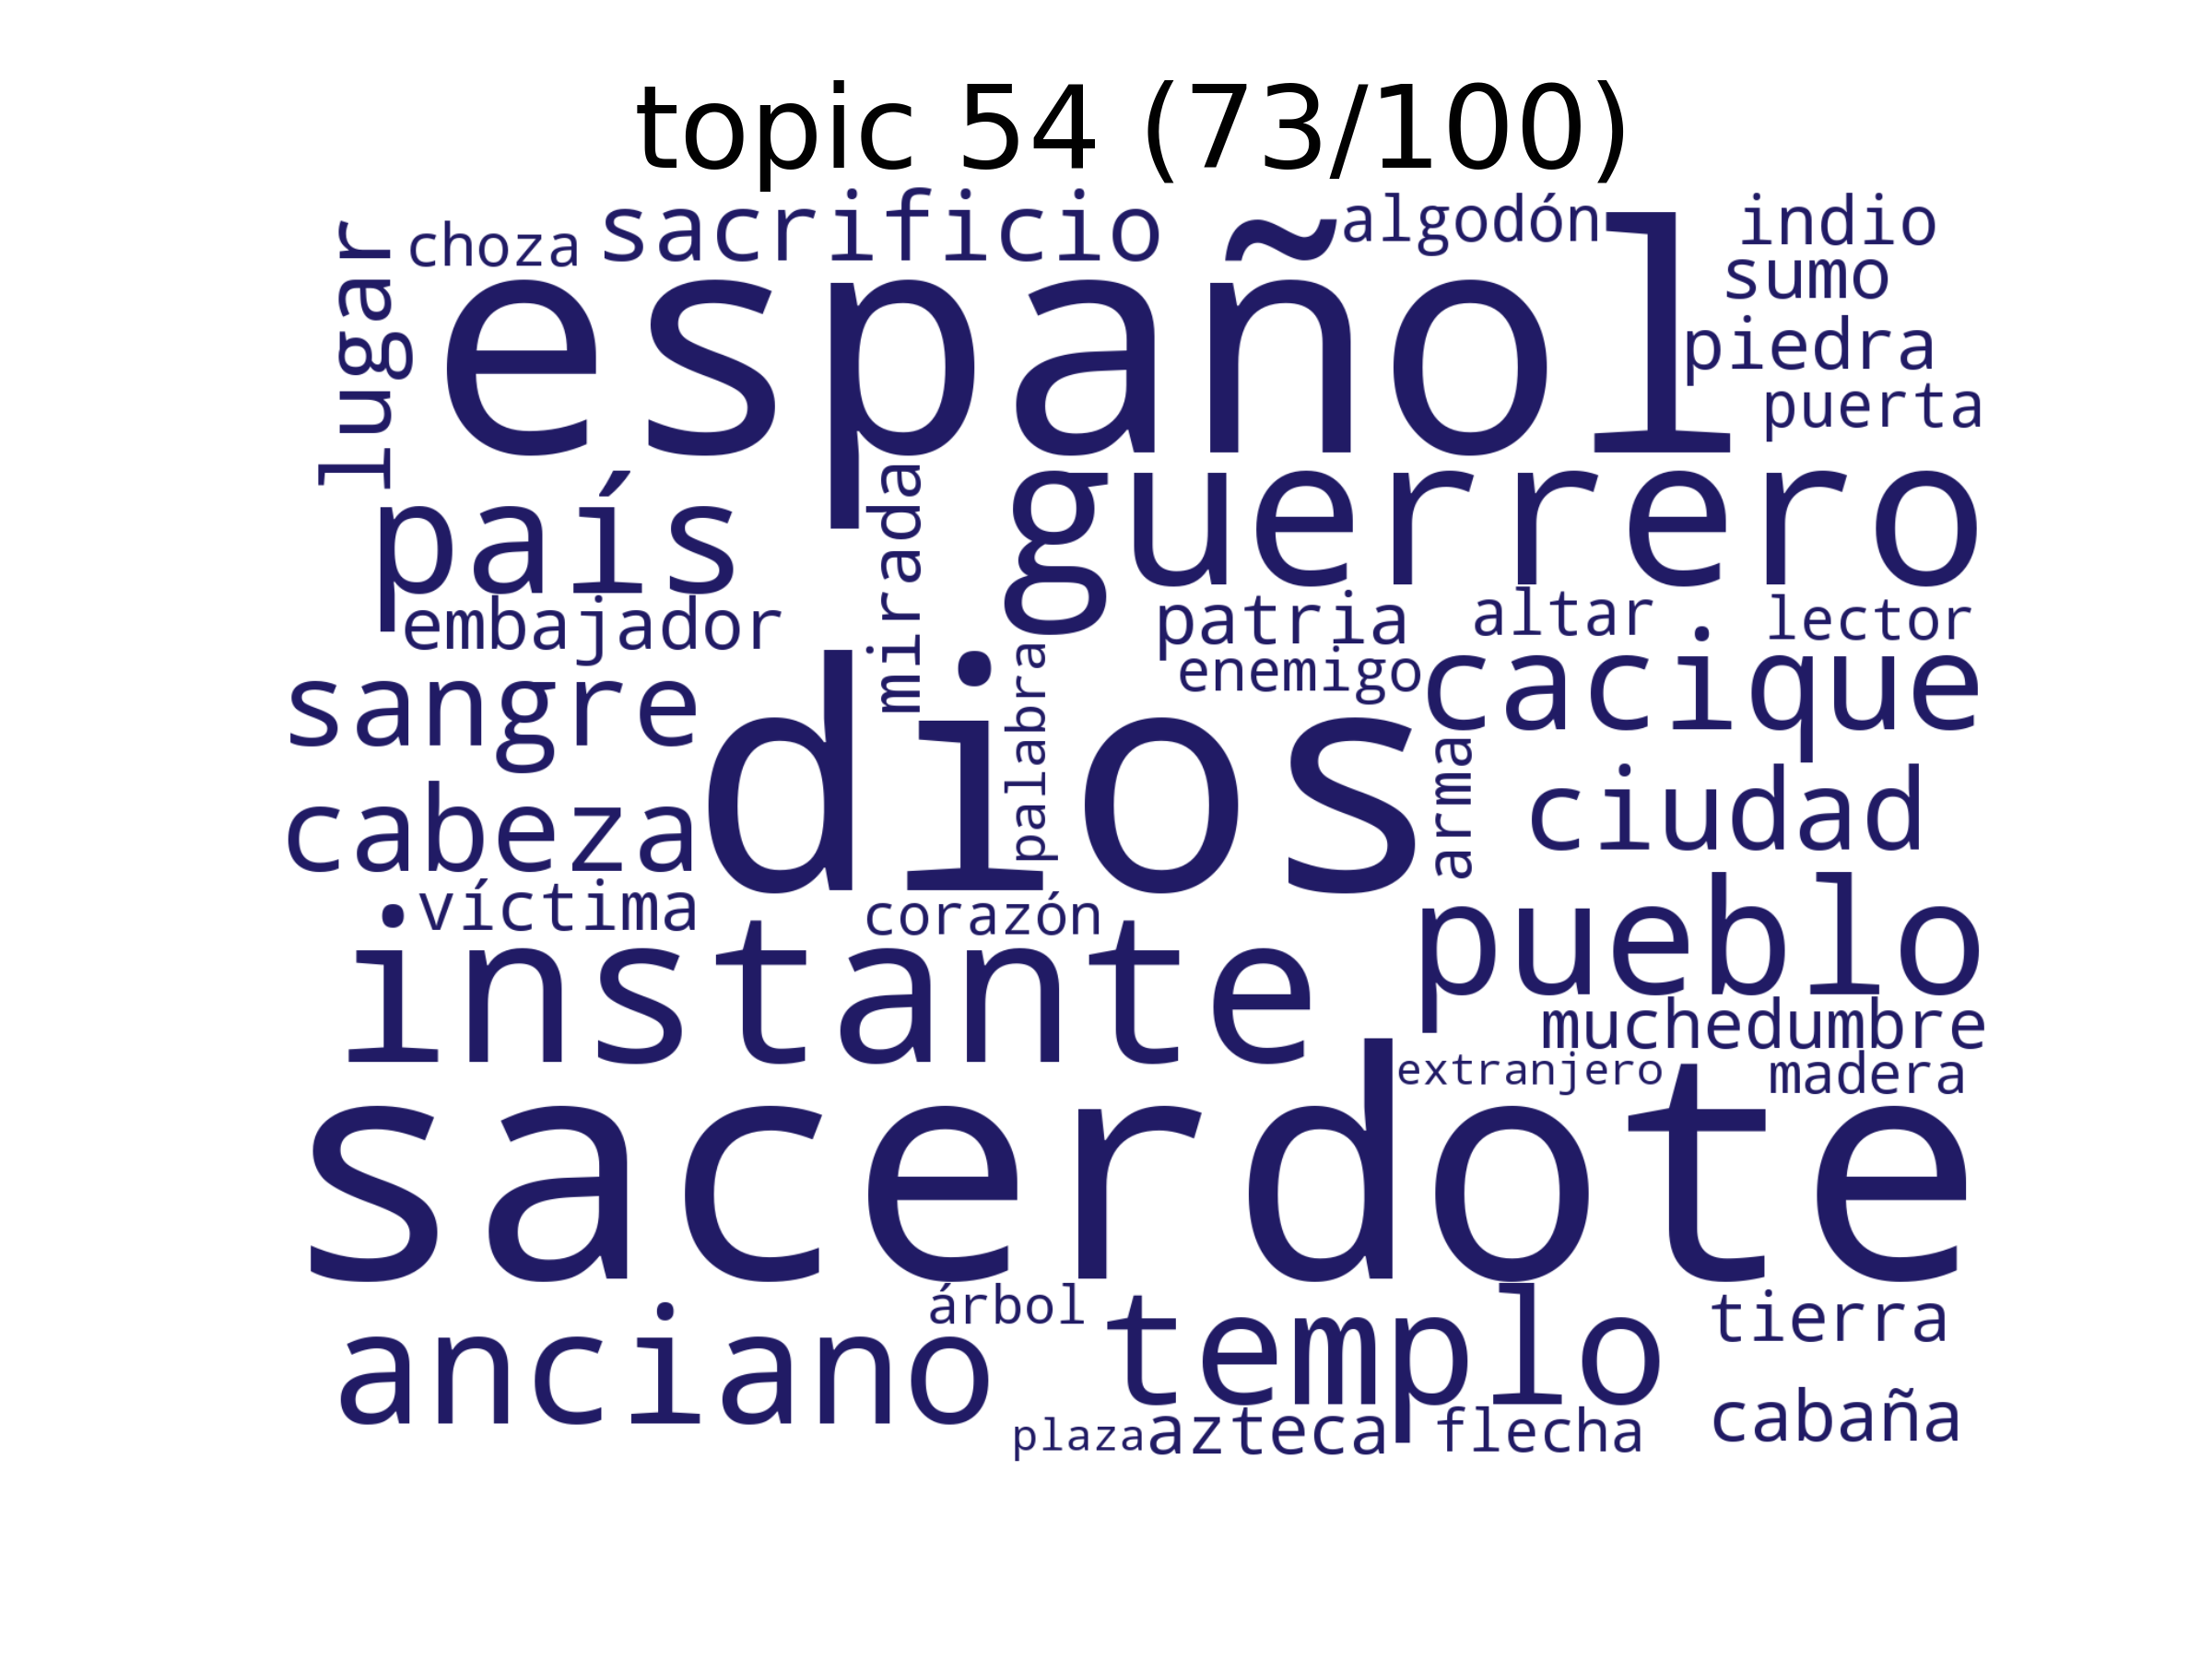 topic 54 (73/100)
sacrificio
algodón
indio
choza
lugar
español
sumo
piedra
puerta
país
mirada
guerrero
embajador
patria
altar
lector
enemigo
cacique
sangre
dios
palabra
arma
ciudad
cabeza
víctima
corazón
instante
pueblo
muchedumbre
extranjero
madera
sacerdote
árbol
anciano
templo
tierra
plaza
azteca
flecha
cabaña